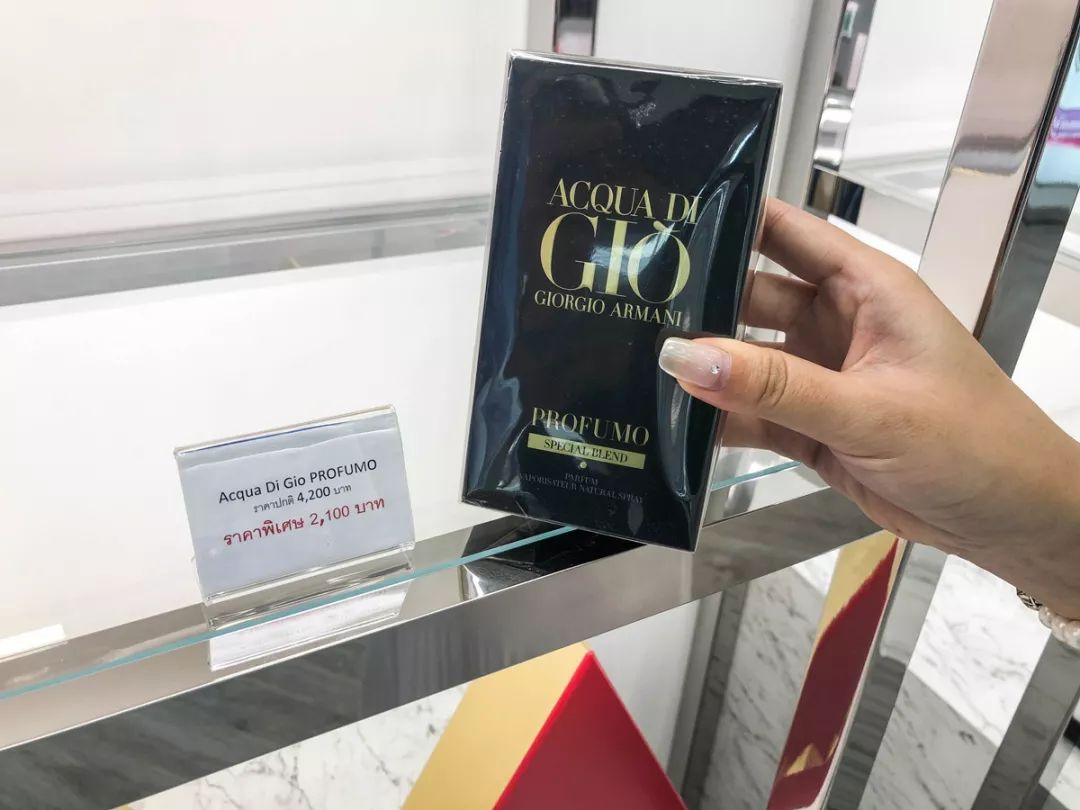 ACQUA DI
GIÒ
GIORGIO ARMANI
PROFUMO
SPECIAL BLEND
PARFUM
VAPORISATEUR NATURAL SPRAY
Acqua Di Gio PROFUMO
ราคาปกติ 4,200 บาท
ราคาพิเศษ 2,100 บาท